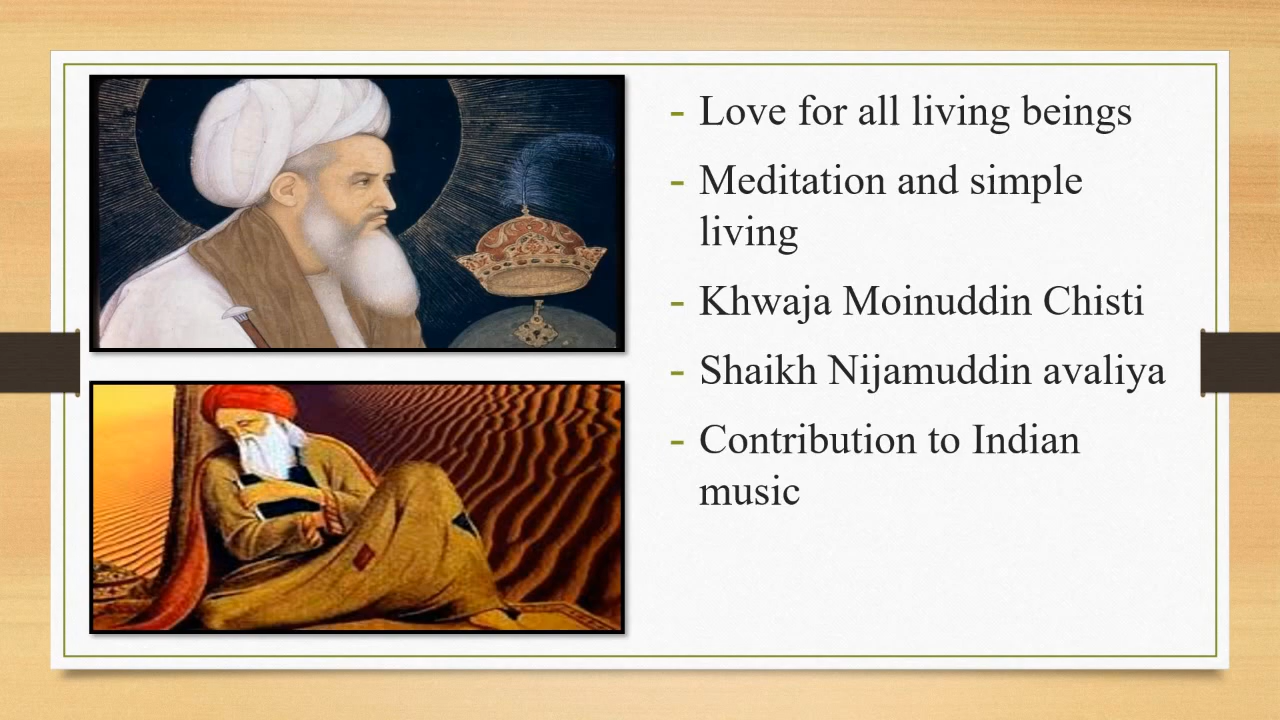 - Love for all living beings
- Meditation and simple
living
- Khwaja Moinuddin Chisti
- Shaikh Nijamuddin avaliya
- Contribution to Indian
music